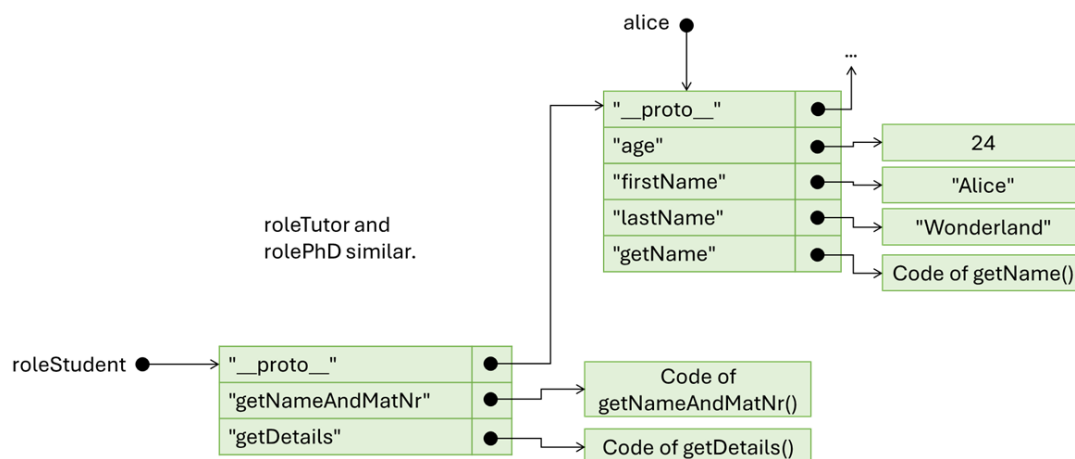 alice
...
"__proto__"
"age"
24
"firstName"
"Alice"
"lastName"
"Wonderland"
"getName"
Code of getName()
roleTutor and
rolePhD similar.
roleStudent
"__proto__"
"getNameAndMatNr"
Code of
getNameAndMatNr()
"getDetails"
Code of getDetails()